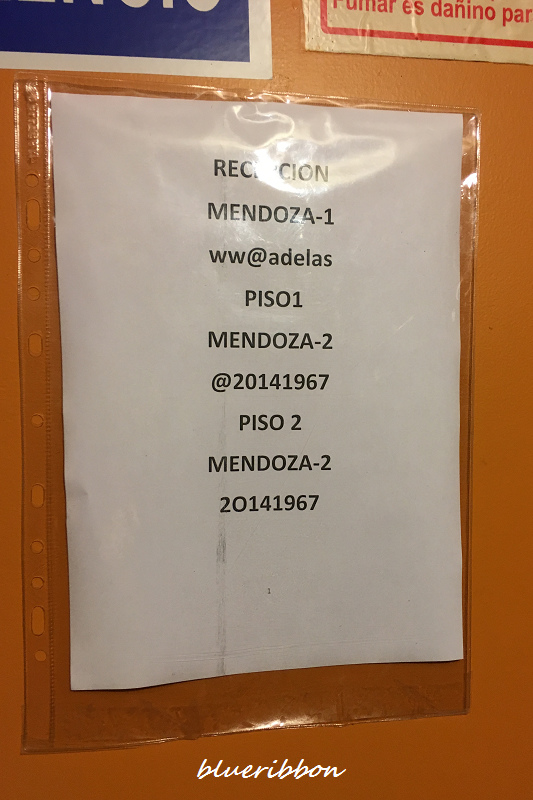 Fumar es dañino par
RECEPCION
MENDOZA-1
ww@adelas
PISO1
MENDOZA-2
@20141967
PISO 2
MENDOZA-2
2O141967
1
blueribbon